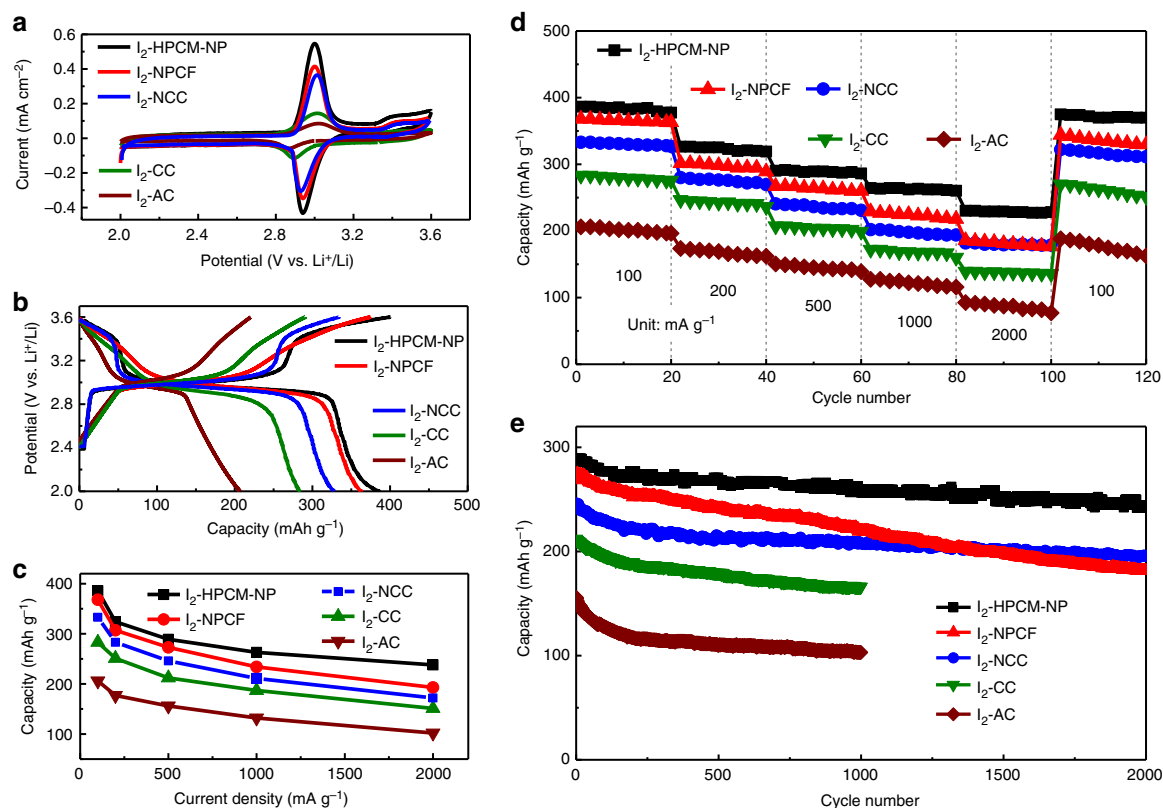 a
I₂-HPCM-NP
I₂-NPCF
I₂-NCC
I₂-CC
I₂-AC
0.6
0.4
0.2
0.0
−0.2
−0.4
Current (mA cm⁻²)
2.0
2.4
2.8
3.2
3.6
Potential (V vs. Li⁺/Li)
b
3.6
3.2
2.8
2.4
2.0
Potential (V vs. Li⁺/Li)
I₂-HPCM-NP
I₂-NPCF
I₂-NCC
I₂-CC
I₂-AC
0
100
200
300
400
500
Capacity (mAh g⁻¹)
c
400
300
250
200
100
Capacity (mAh g⁻¹)
I₂-HPCM-NP
I₂-NPCF
I₂-NCC
I₂-CC
I₂-AC
0
500
1000
1500
2000
Current density (mA g⁻¹)
d
500
400
300
200
100
0
Capacity (mAh g⁻¹)
I₂-HPCM-NP
I₂-NPCF
I₂-NCC
I₂-CC
I₂-AC
100
200
500
1000
2000
100
Unit: mA g⁻¹
0
20
40
60
80
100
120
Cycle number
e
300
200
100
0
Capacity (mAh g⁻¹)
I₂-HPCM-NP
I₂-NPCF
I₂-NCC
I₂-CC
I₂-AC
0
500
1000
1500
2000
Cycle number